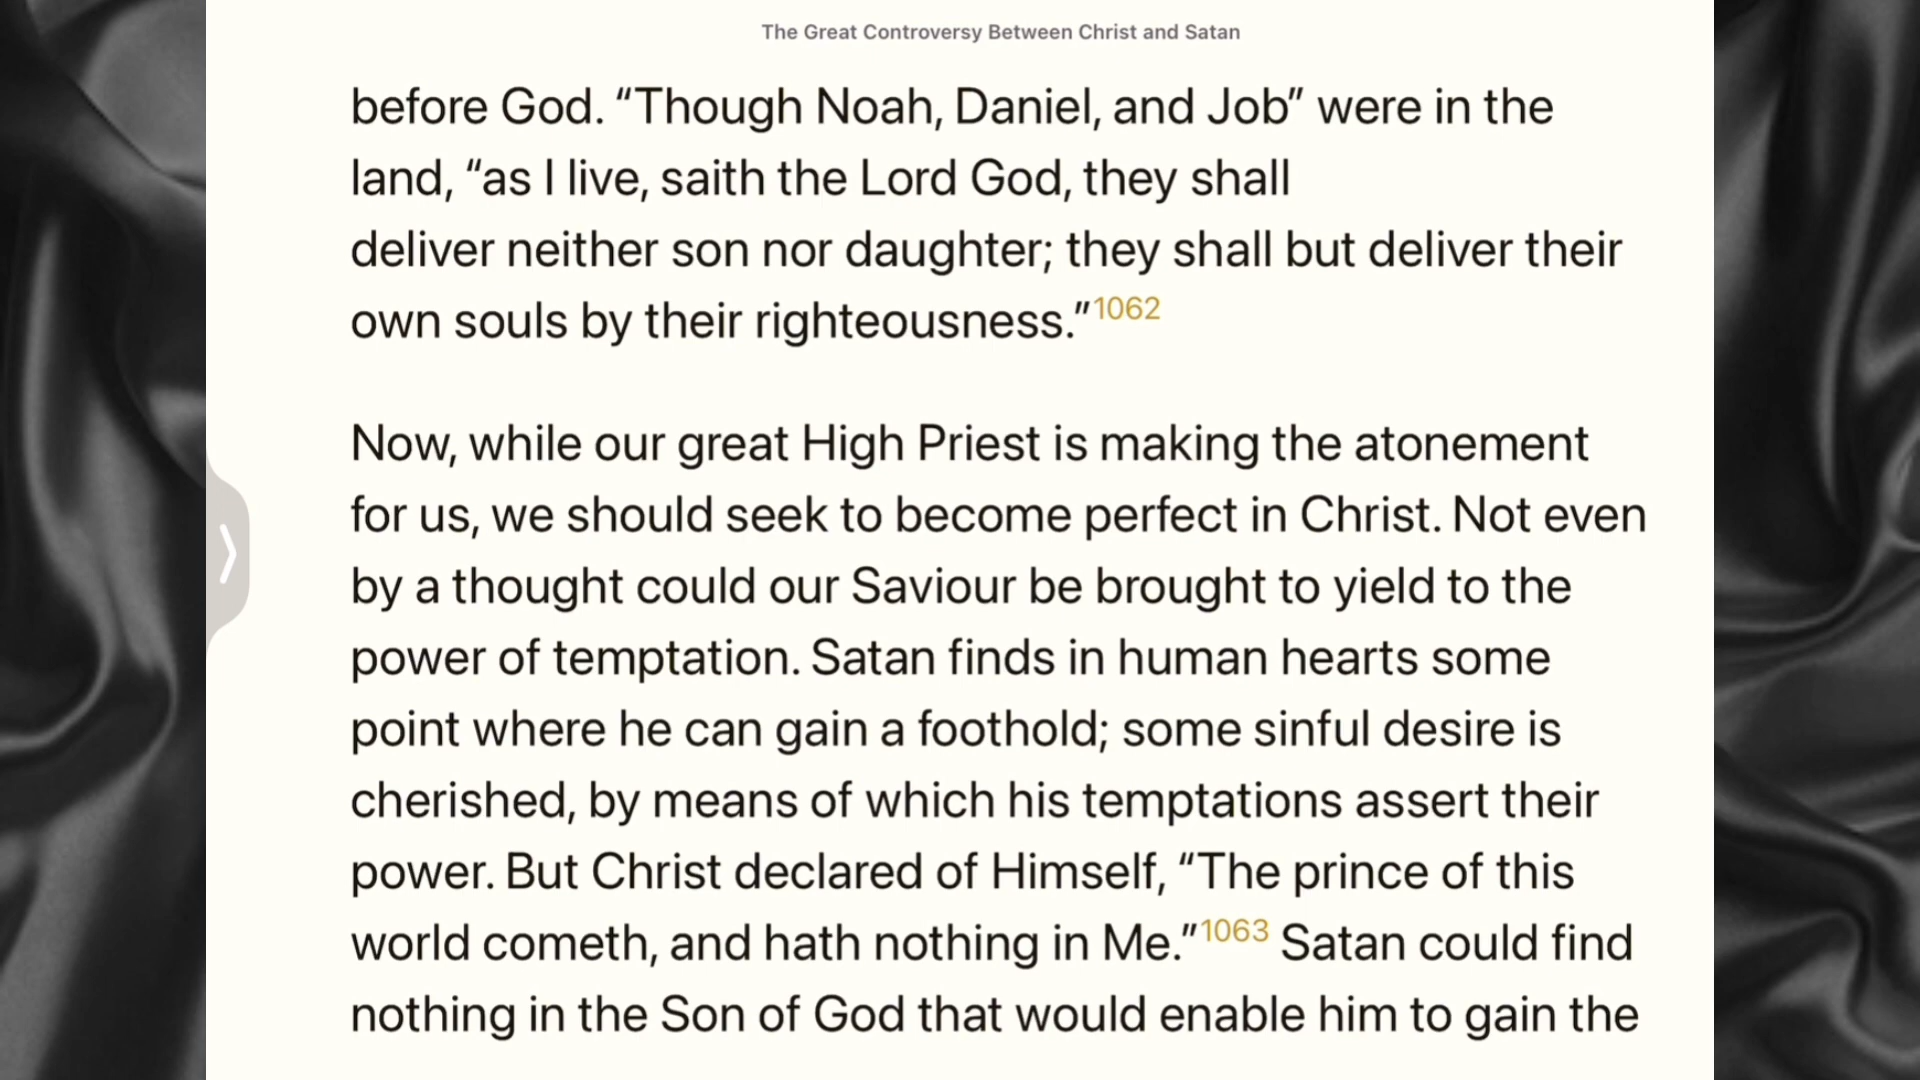 The Great Controversy Between Christ and Satan
before God. “Though Noah, Daniel, and Job” were in the
land, “as I live, saith the Lord God, they shall
deliver neither son nor daughter; they shall but deliver their
own souls by their righteousness.”1062
Now, while our great High Priest is making the atonement
for us, we should seek to become perfect in Christ. Not even
by a thought could our Saviour be brought to yield to the
power of temptation. Satan finds in human hearts some
point where he can gain a foothold; some sinful desire is
cherished, by means of which his temptations assert their
power. But Christ declared of Himself, “The prince of this
world cometh, and hath nothing in Me.”1063 Satan could find
nothing in the Son of God that would enable him to gain the